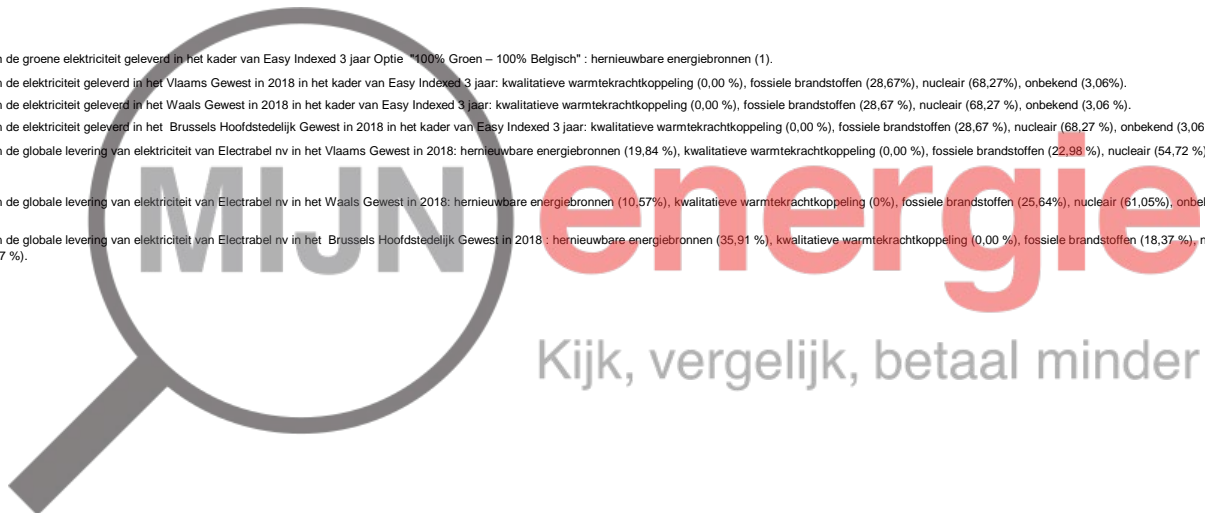 n de groene elektriciteit geleverd in het kader van Easy Indexed 3 jaar Optie "100% Groen – 100% Belgisch" : hernieuwbare energiebronnen (1).
n de elektriciteit geleverd in het Vlaams Gewest in 2018 in het kader van Easy Indexed 3 jaar: kwalitatieve warmtekrachtkoppeling (0,00 %), fossiele brandstoffen (28,67%), nucleair (68,27%), onbekend (3,06%).
n de elektriciteit geleverd in het Waals Gewest in 2018 in het kader van Easy Indexed 3 jaar: kwalitatieve warmtekrachtkoppeling (0,00 %), fossiele brandstoffen (28,67 %), nucleair (68,27 %), onbekend (3,06 %).
n de elektriciteit geleverd in het Brussels Hoofdstedelijk Gewest in 2018 in het kader van Easy Indexed 3 jaar: kwalitatieve warmtekrachtkoppeling (0,00 %), fossiele brandstoffen (28,67 %), nucleair (68,27 %), onbekend (3,06
n de globale levering van elektriciteit van Electrabel nv in het Vlaams Gewest in 2018: hernieuwbare energiebronnen (19,84 %), kwalitatieve warmtekrachtkoppeling (0,00 %), fossiele brandstoffen (22,98 %), nucleair (54,72 %)
n de globale levering van elektriciteit van Electrabel nv in het Waals Gewest in 2018: hernieuwbare energiebronnen (10,57%), kwalitatieve warmtekrachtkoppeling (0%), fossiele brandstoffen (25,64%), nucleair (61,05%), onbe
n de globale levering van elektriciteit van Electrabel nv in het Brussels Hoofdstedelijk Gewest in 2018 : hernieuwbare energiebronnen (35,91 %), kwalitatieve warmtekrachtkoppeling (0,00 %), fossiele brandstoffen (18,37 %), n
7 %).
MIJN energie
Kijk, vergelijk, betaal minder